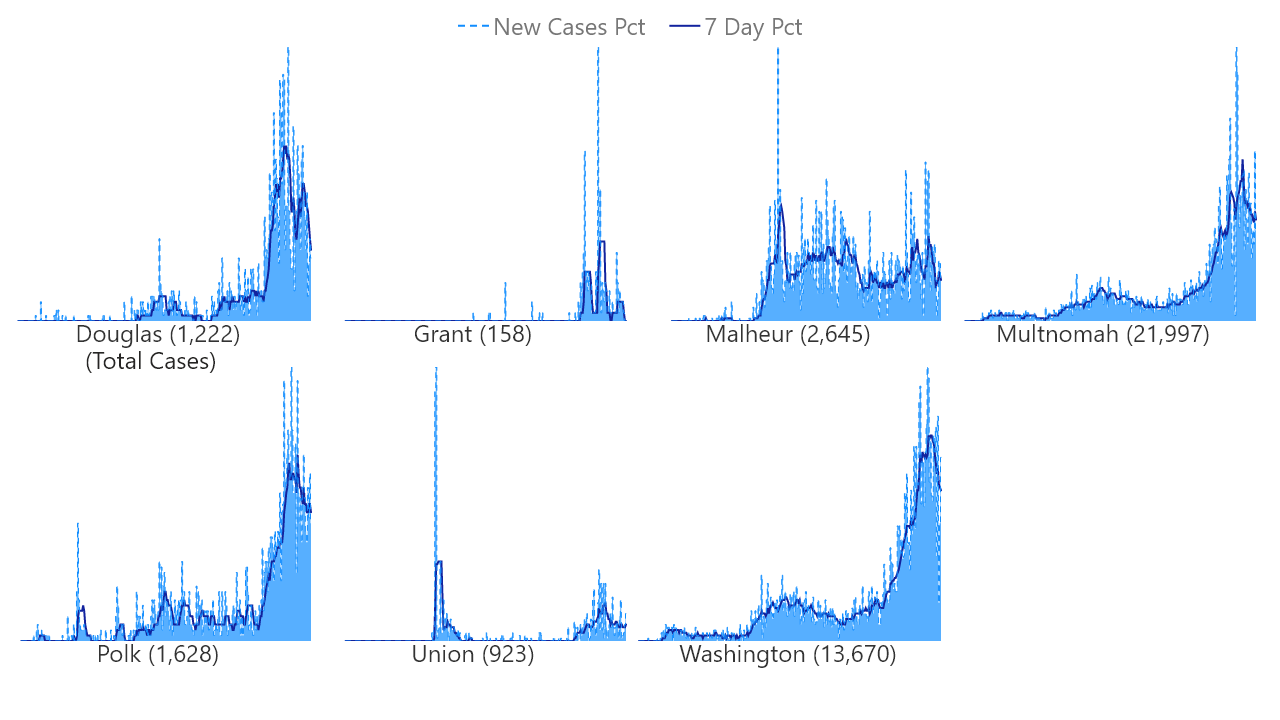 New Cases Pct 7 Day Pct
Douglas (1,222)
(Total Cases)
Grant (158)
Malheur (2,645)
Multnomah (21,997)
Polk (1,628)
Union (923)
Washington (13,670)